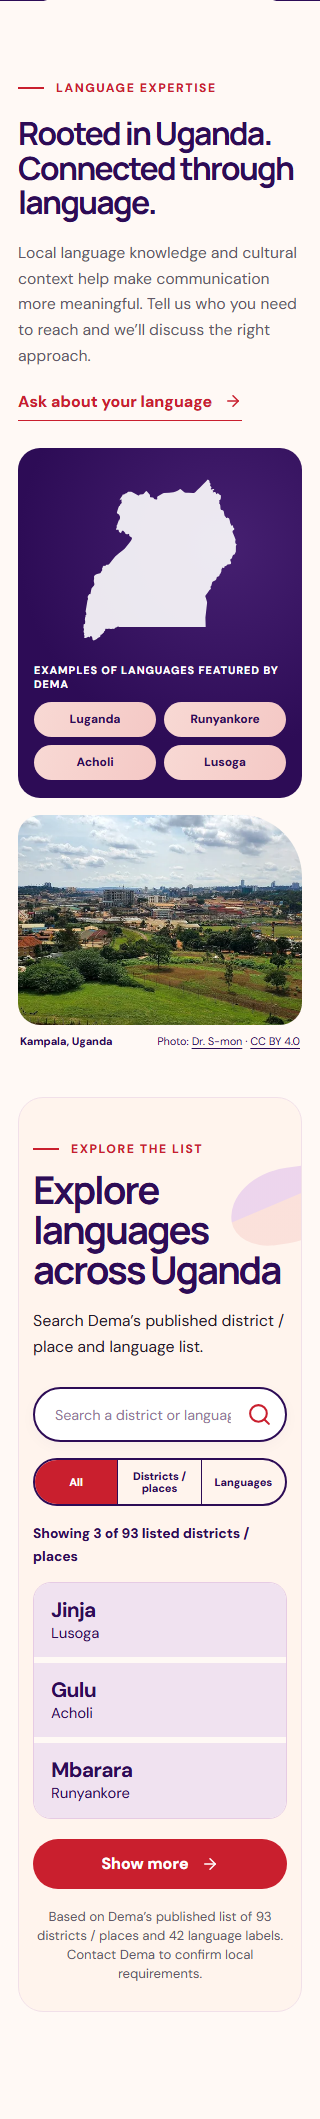 LANGUAGE EXPERTISE
Rooted in Uganda.
Connected through
language.
Local language knowledge and cultural
context help make communication
more meaningful. Tell us who you need
to reach and we’ll discuss the right
approach.
Ask about your language →
EXAMPLES OF LANGUAGES FEATURED BY
DEMA
Luganda
Runyankore
Acholi
Lusoga
Kampala, Uganda
Photo: Dr. S-mon · CC BY 4.0
EXPLORE THE LIST
Explore
languages
across Uganda
Search Dema’s published district /
place and language list.
Search a district or languag
All
Districts /
places
Languages
Showing 3 of 93 listed districts /
places
Jinja
Lusoga
Gulu
Acholi
Mbarara
Runyankore
Show more →
Based on Dema’s published list of 93
districts / places and 42 language labels.
Contact Dema to confirm local
requirements.